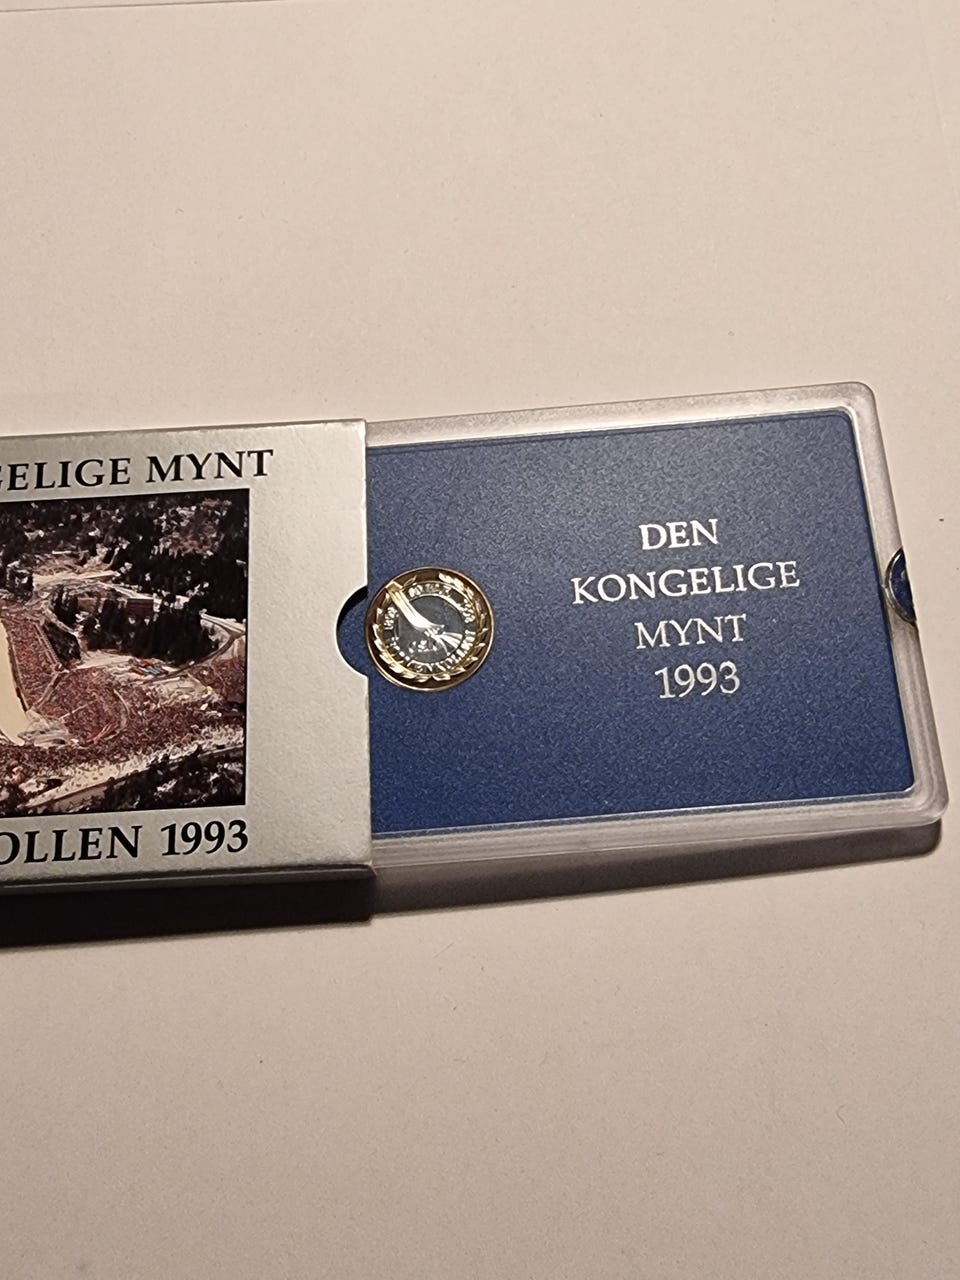 GELIGE MYNT
OLLEN 1993
DEN
KONGELIGE
MYNT
1993